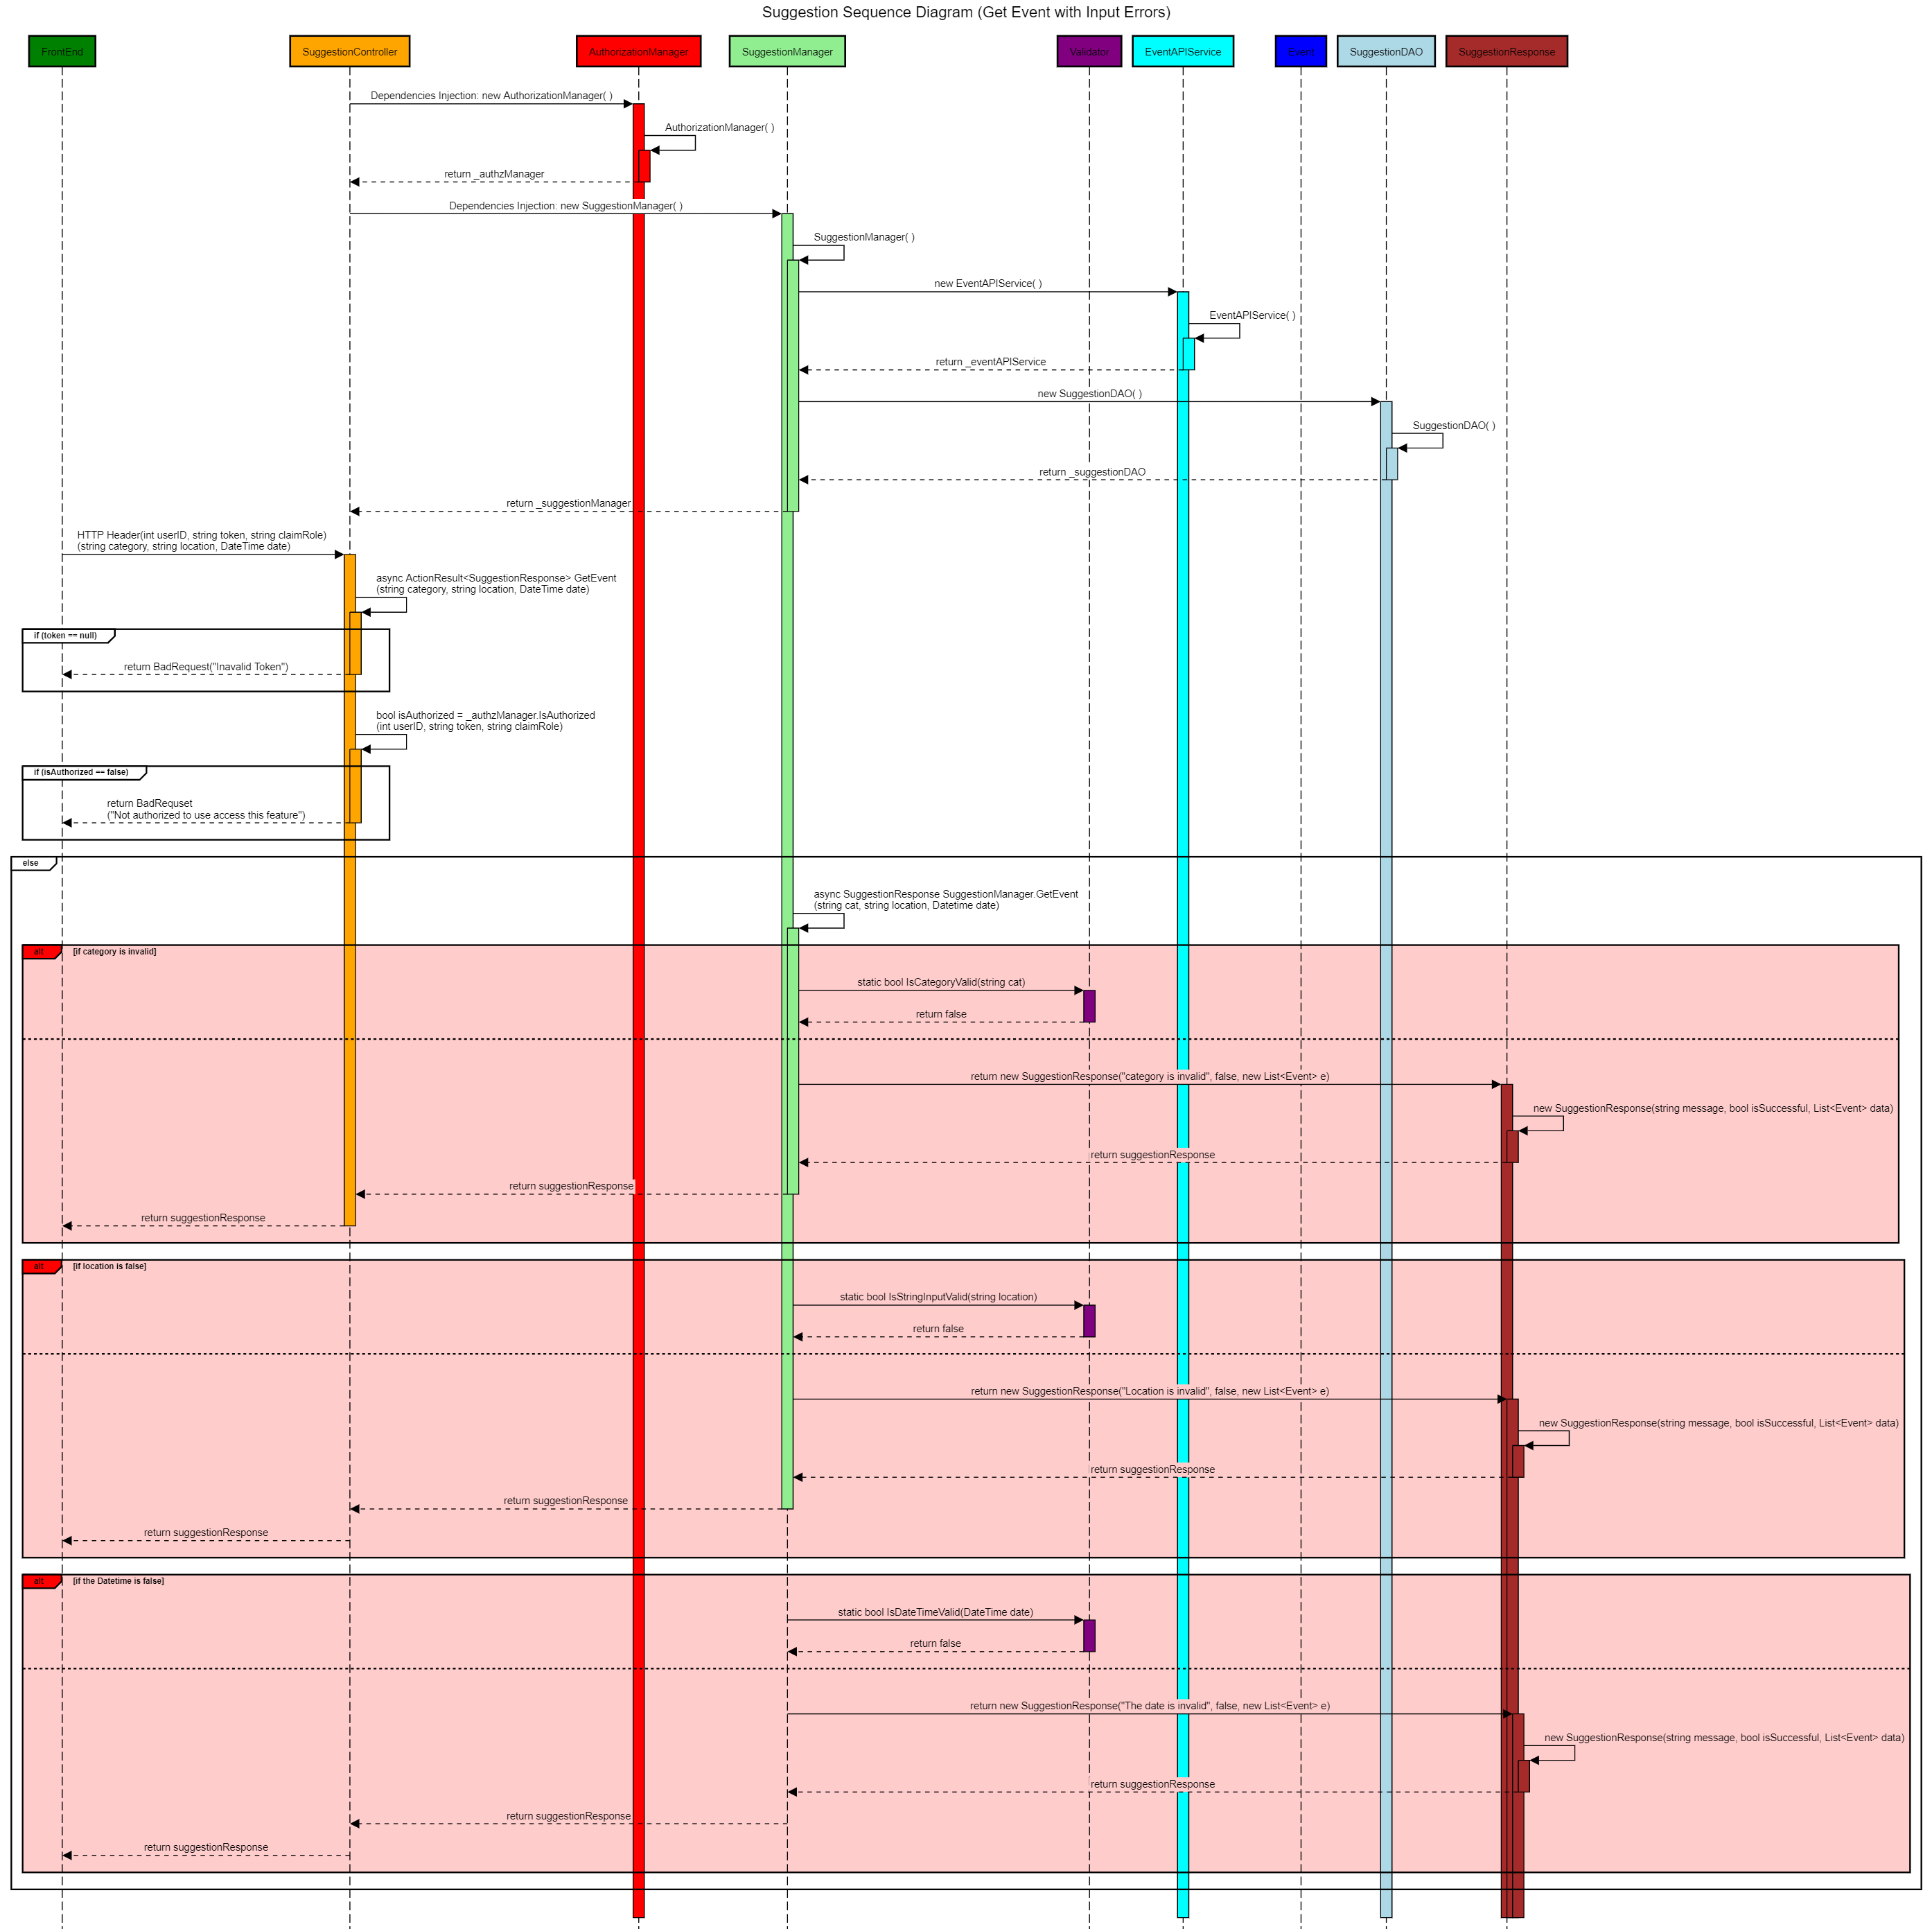 Suggestion Sequence Diagram (Get Event with Input Errors)
FrontEnd
SuggestionController
AuthorizationManager
SuggestionManager
Validator
EventAPIService
Event
SuggestionDAO
SuggestionResponse
Dependencies Injection: new AuthorizationManager( )
AuthorizationManager( )
return _authzManager
Dependencies Injection: new SuggestionManager( )
SuggestionManager( )
new EventAPIService( )
EventAPIService( )
return _eventAPIService
new SuggestionDAO( )
SuggestionDAO( )
return _suggestionDAO
return _suggestionManager
HTTP Header(int userID, string token, string claimRole)
(string category, string location, DateTime date)
async ActionResult<SuggestionResponse> GetEvent
(string category, string location, DateTime date)
if (token == null)
return BadRequest("Inavalid Token")
bool isAuthorized = _authzManager.IsAuthorized
(int userID, string token, string claimRole)
if (isAuthorized == false)
return BadRequset
("Not authorized to use access this feature")
else
async SuggestionResponse SuggestionManager.GetEvent
(string cat, string location, Datetime date)
alt [if category is invalid]
static bool IsCategoryValid(string cat)
return false
return new SuggestionResponse("category is invalid", false, new List<Event> e)
new SuggestionResponse(string message, bool isSuccessful, List<Event> data)
return suggestionResponse
return suggestionResponse
return suggestionResponse
alt [if location is false]
static bool IsStringInputValid(string location)
return false
return new SuggestionResponse("Location is invalid", false, new List<Event> e)
new SuggestionResponse(string message, bool isSuccessful, List<Event> data)
return suggestionResponse
return suggestionResponse
return suggestionResponse
alt [if the Datetime is false]
static bool IsDateTimeValid(DateTime date)
return false
return new SuggestionResponse("The date is invalid", false, new List<Event> e)
new SuggestionResponse(string message, bool isSuccessful, List<Event> data)
return suggestionResponse
return suggestionResponse
return suggestionResponse